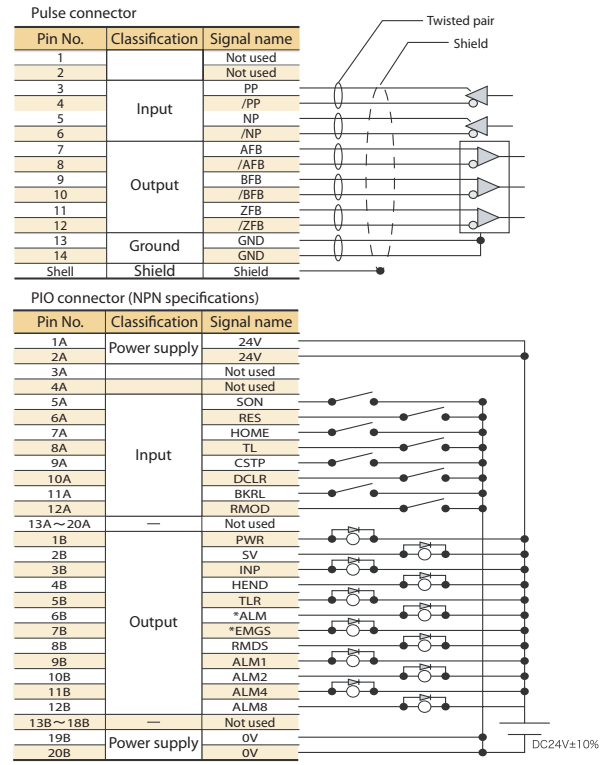 Pulse connector
Twisted pair
Shield
Pin No. Classification Signal name
1 Not used
2 Not used
3 PP
4 /PP
Input
5 NP
6 /NP
7 AFB
8 /AFB
9 BFB
Output
10 /BFB
11 ZFB
12 /ZFB
13 GND
Ground
14 GND
Shell Shield Shield
PIO connector (NPN specifications)
Pin No. Classification Signal name
1A 24V
Power supply
2A 24V
3A Not used
4A Not used
5A SON
6A RES
7A HOME
8A TL
Input
9A CSTP
10A DCLR
11A BKRL
12A RMOD
13A～20A — Not used
1B PWR
2B SV
3B INP
4B HEND
5B TLR
6B *ALM
Output
7B *EMGS
8B RMDS
9B ALM1
10B ALM2
11B ALM4
12B ALM8
13B～18B — Not used
19B 0V
Power supply
20B 0V
DC24V±10%